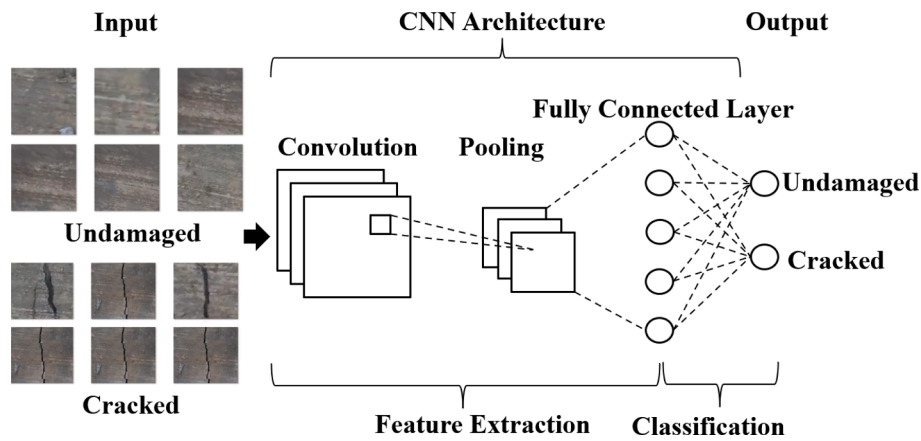 Input
CNN Architecture
Output
Fully Connected Layer
Convolution
Pooling
Undamaged
Undamaged
Cracked
Cracked
Feature Extraction
Classification